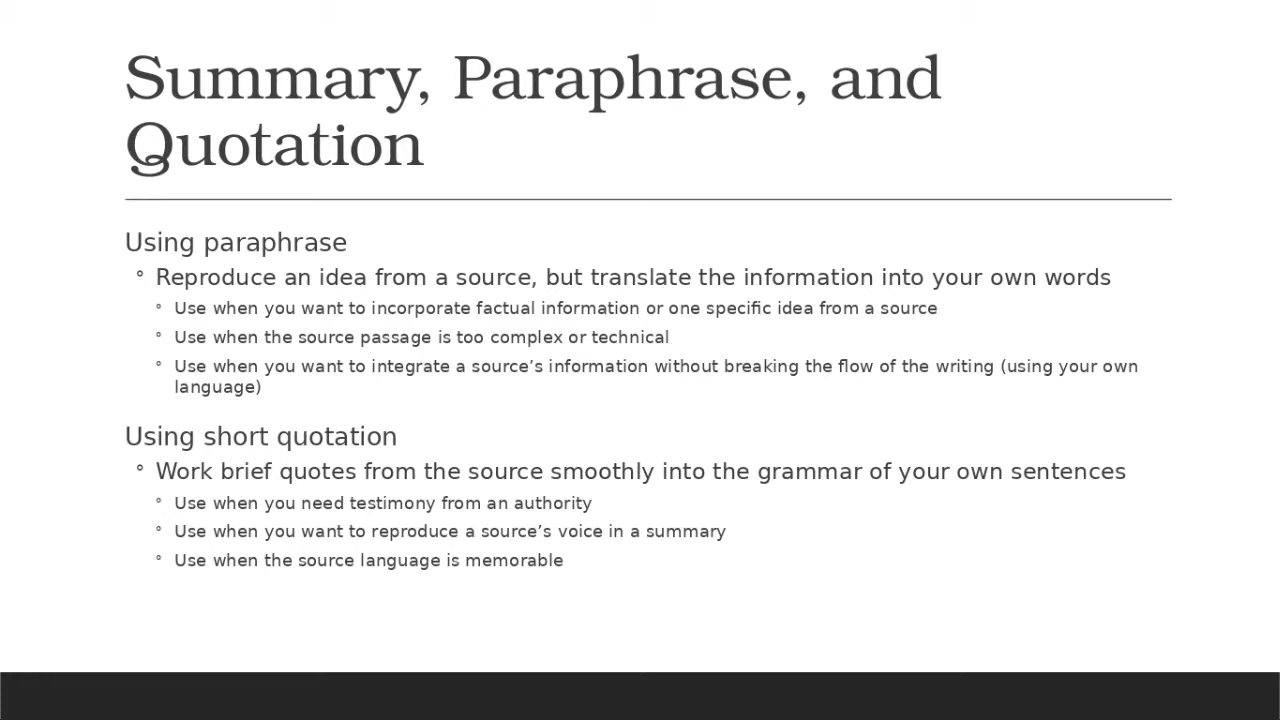 Summary, Paraphrase, and
Quotation
Using paraphrase
° Reproduce an idea from a source, but translate the information into your own words
° Use when you want to incorporate factual information or one specific idea from a source
° Use when the source passage is too complex or technical
° Use when you want to integrate a source’s information without breaking the flow of the writing (using your own
language)
Using short quotation
° Work brief quotes from the source smoothly into the grammar of your own sentences
° Use when you need testimony from an authority
° Use when you want to reproduce a source’s voice in a summary
° Use when the source language is memorable